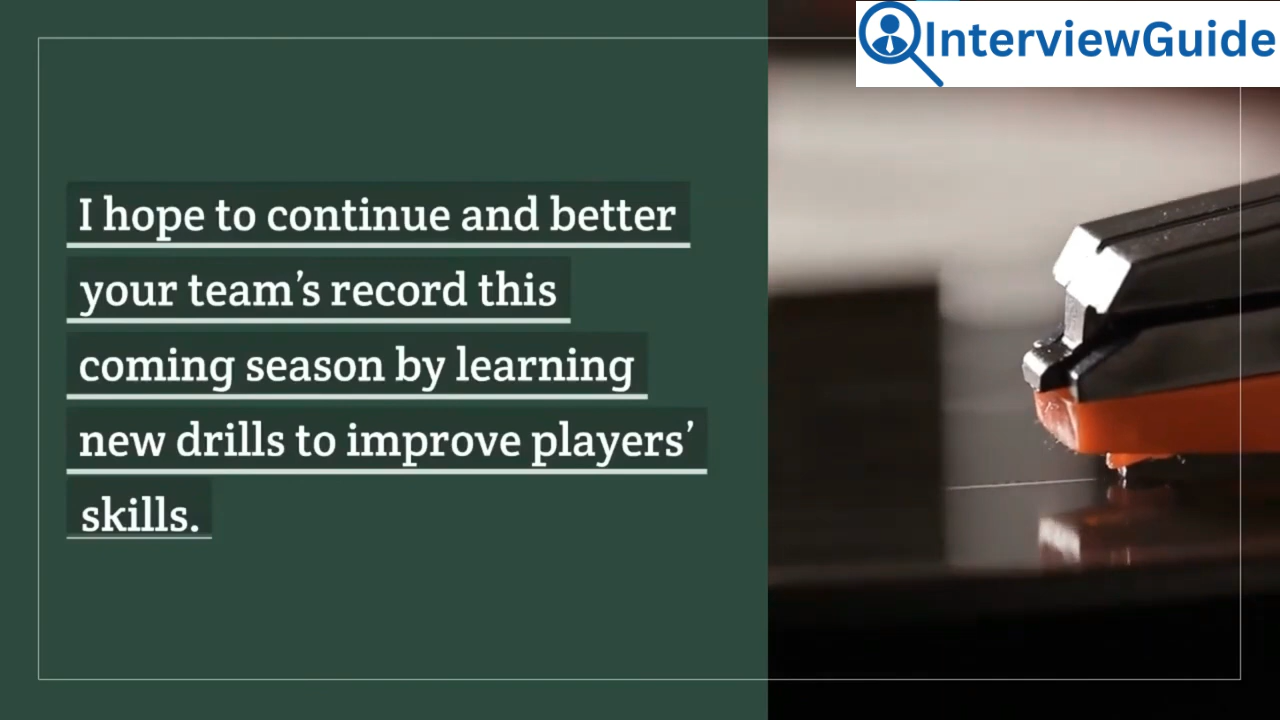 InterviewGuide
I hope to continue and better
your team's record this
coming season by learning
new drills to improve players'
skills.